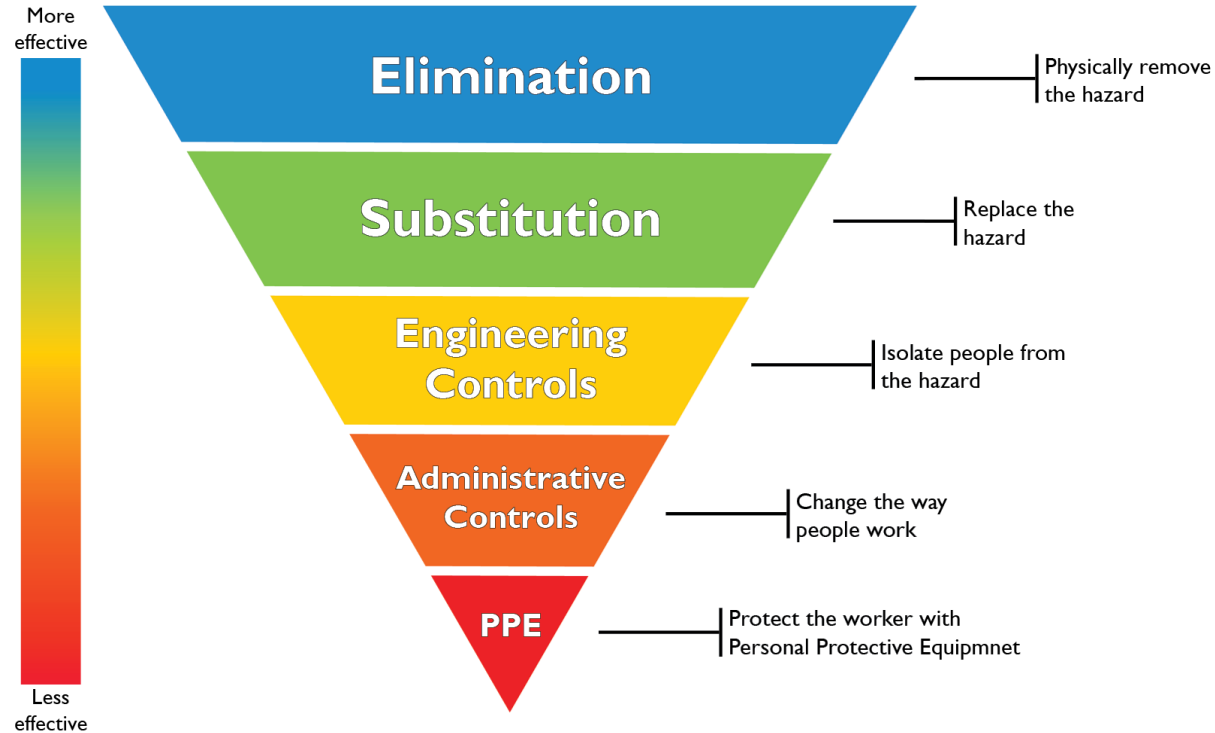 More
effective
Elimination
Physically remove
the hazard
Substitution
Replace the
hazard
Engineering
Controls
Isolate people from
the hazard
Administrative
Controls
Change the way
people work
PPE
Protect the worker with
Personal Protective Equipmnet
Less
effective